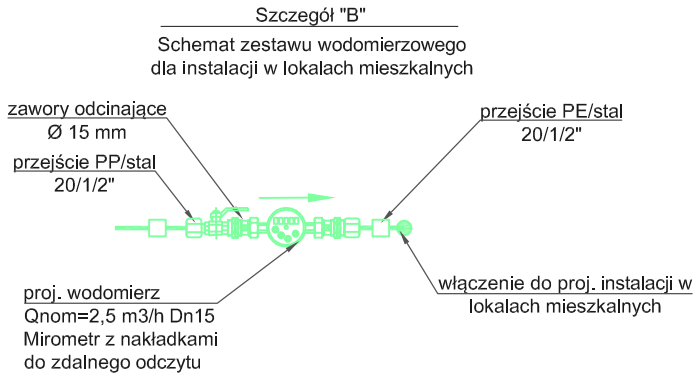 Szczegół "B"
Schemat zestawu wodomierzowego
dla instalacji w lokalach mieszkalnych
zawory odcinające
Ø 15 mm
przejście PE/stal
20/1/2"
przejście PP/stal
20/1/2"
proj. wodomierz
Qnom=2,5 m3/h Dn15
Mirometr z nakładkami
do zdalnego odczytu
włączenie do proj. instalacji w
lokalach mieszkalnych